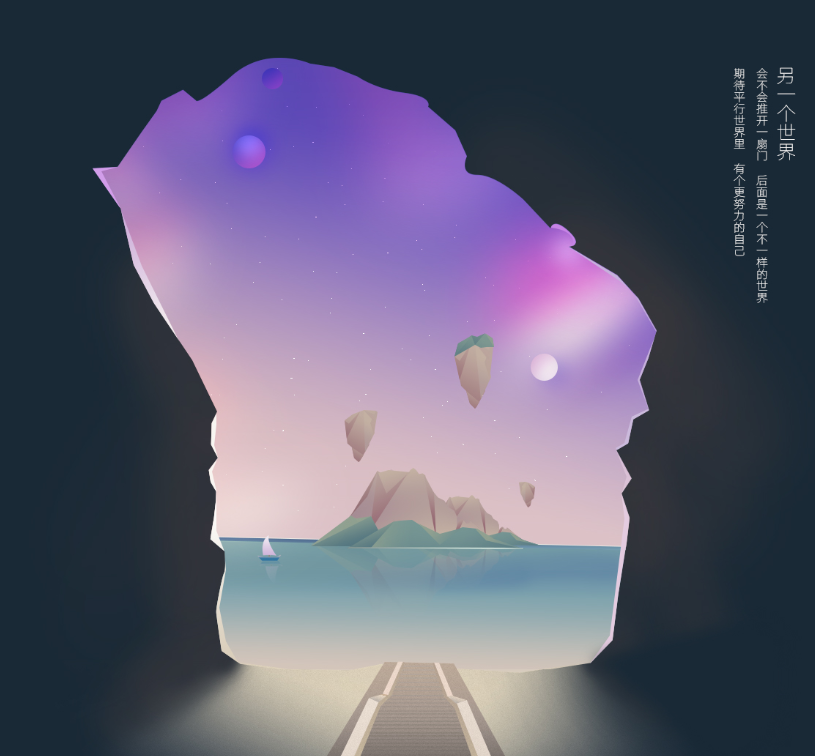 另一个世界
会不会推开一扇门 后面是一个不一样的世界
期待平行世界里 有个更努力的自己